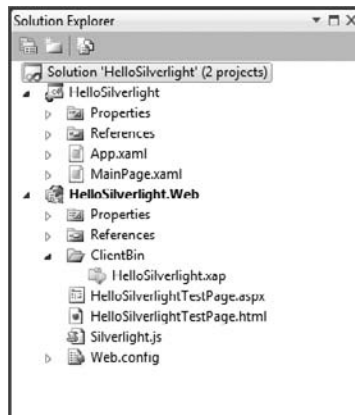 Solution Explorer
Solution 'HelloSilverlight' (2 projects)
HelloSilverlight
Properties
References
App.xaml
MainPage.xaml
HelloSilverlight.Web
Properties
References
ClientBin
HelloSilverlight.xap
HelloSilverlightTestPage.aspx
HelloSilverlightTestPage.html
Silverlight.js
Web.config